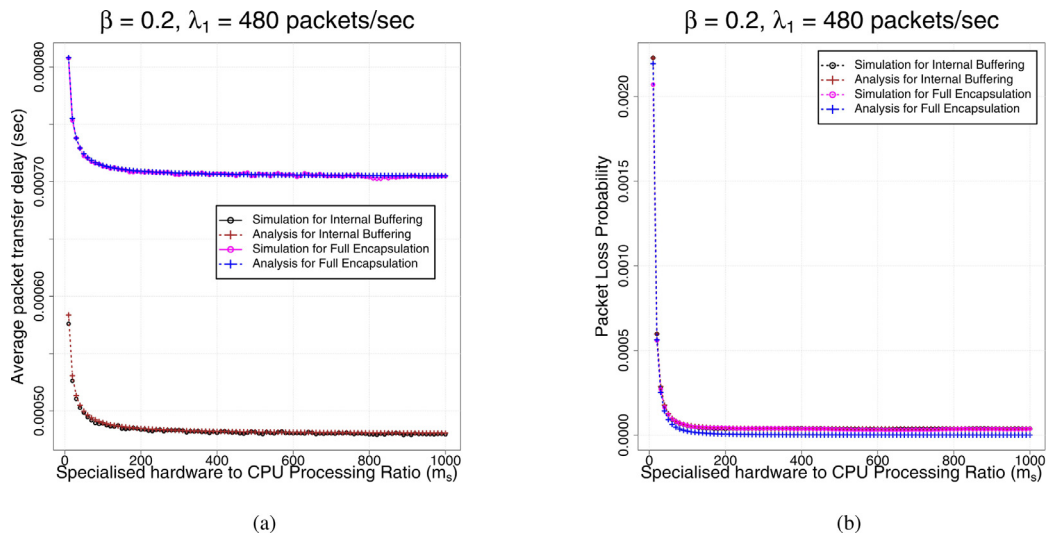 β = 0.2, λ₁ = 480 packets/sec
Average packet transfer delay (sec)
0.00080
0.00070
0.00060
0.00050
Simulation for Internal Buffering
Analysis for Internal Buffering
Simulation for Full Encapsulation
Analysis for Full Encapsulation
0 200 400 600 800 1000
Specialised hardware to CPU Processing Ratio (mₛ)
(a)
β = 0.2, λ₁ = 480 packets/sec
Packet Loss Probability
0.0020
0.0015
0.0010
0.0005
0.0000
Simulation for Internal Buffering
Analysis for Internal Buffering
Simulation for Full Encapsulation
Analysis for Full Encapsulation
0 200 400 600 800 1000
Specialised hardware to CPU Processing Ratio (mₛ)
(b)